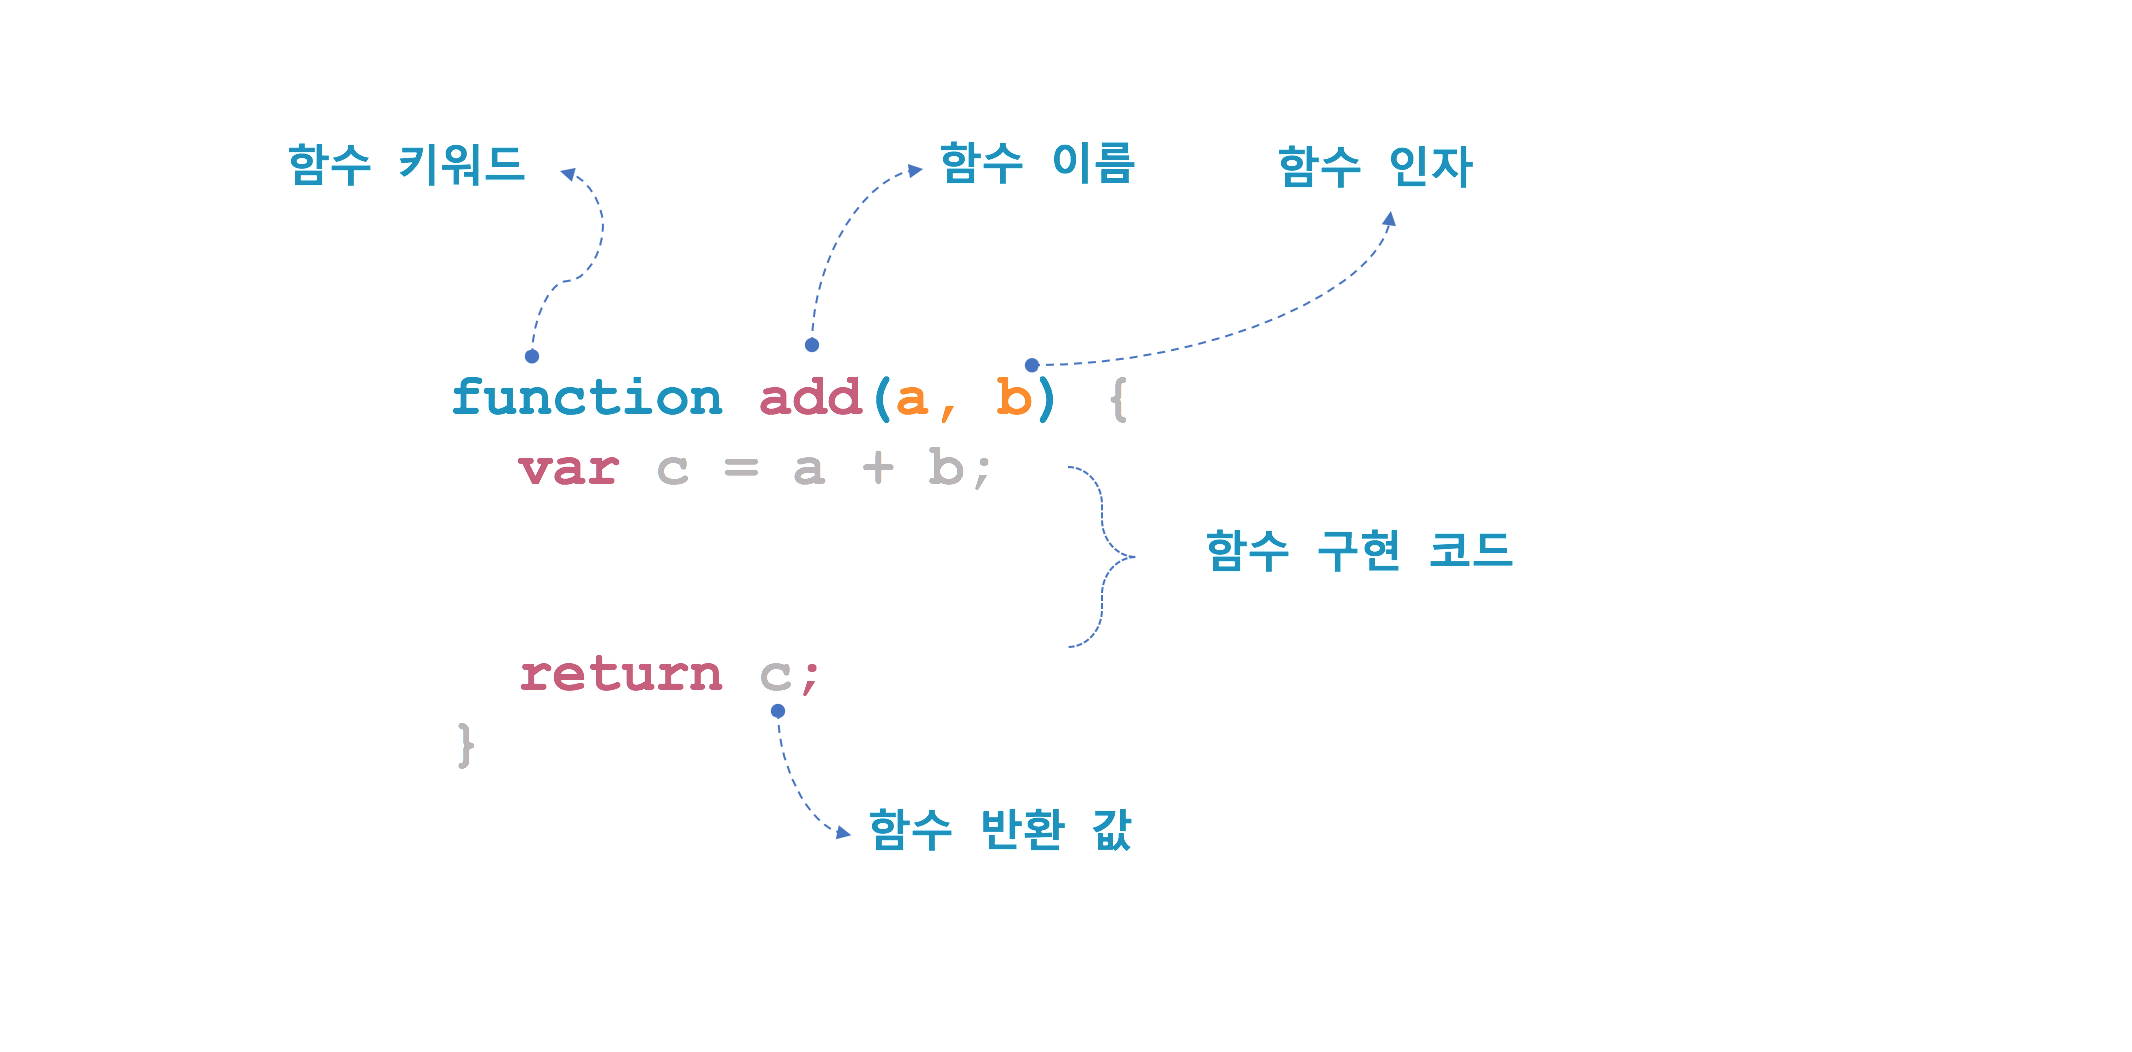 함수 키워드
함수 이름
함수 인자
function add(a, b) {
var c = a + b;
함수 구현 코드
return c;
}
함수 반환 값